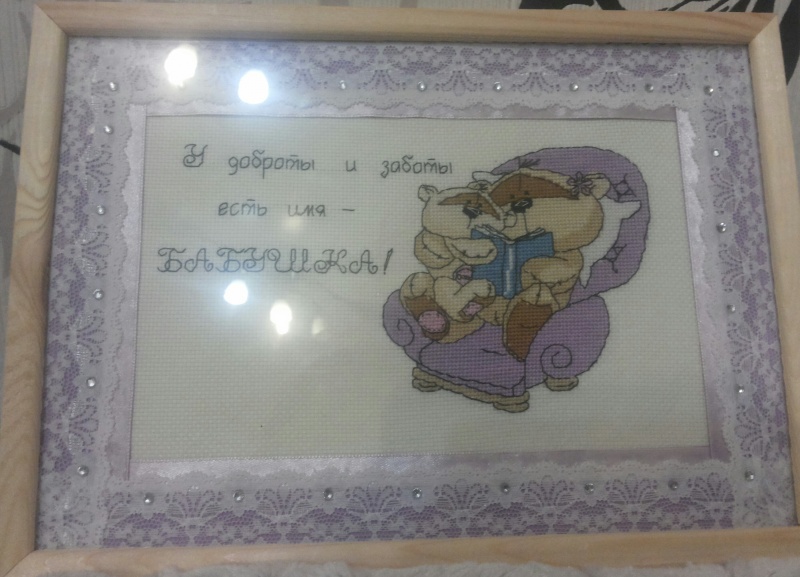 У доброты и заботы
есть имя –
БАБУШКА!